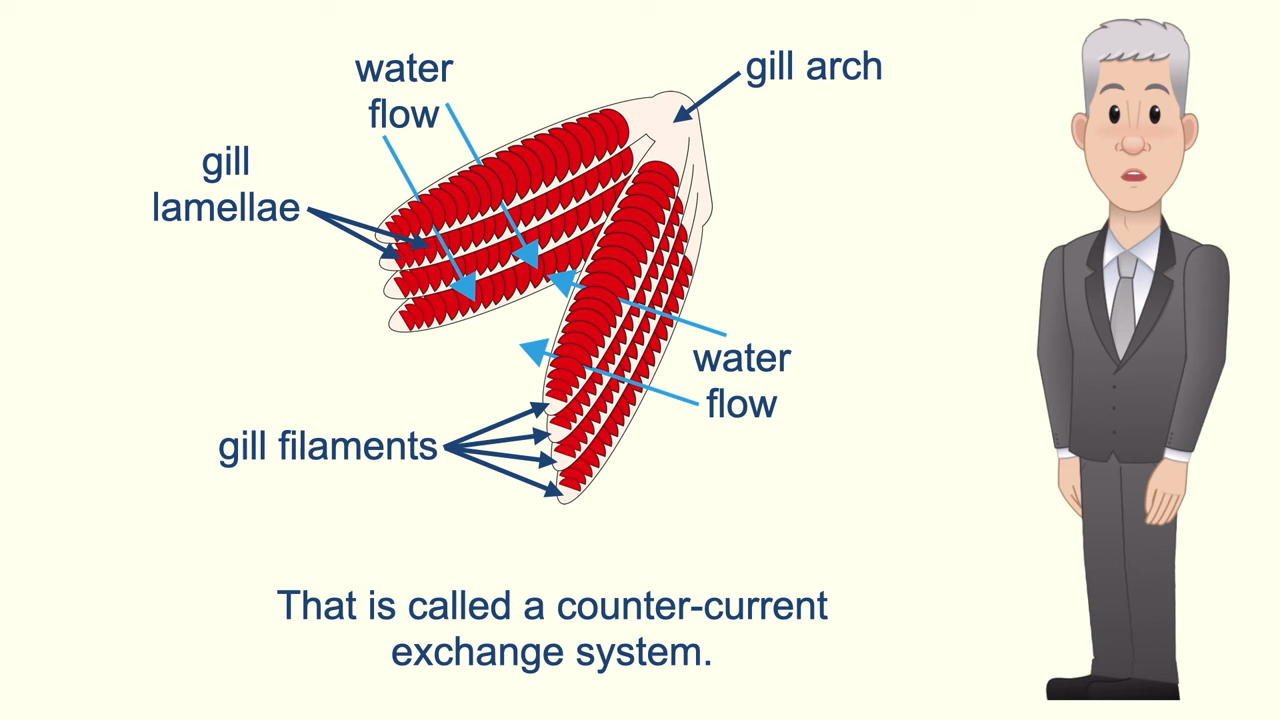 water
flow
gill arch
gill
lamellae
water
flow
gill filaments
That is called a counter-current
exchange system.